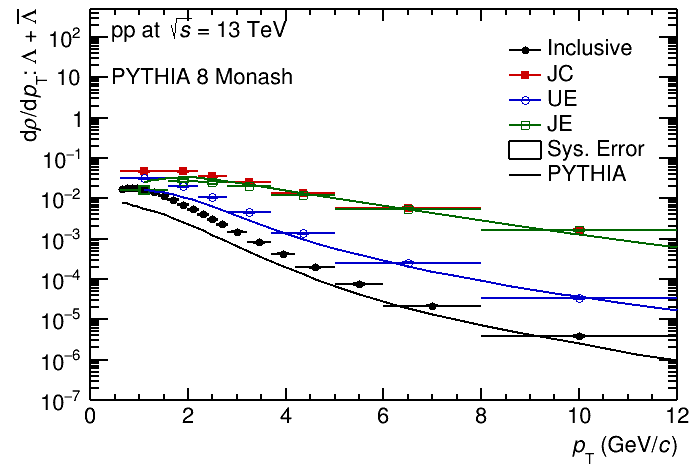 pp at √s = 13 TeV
PYTHIA 8 Monash
Inclusive
JC
UE
JE
Sys. Error
PYTHIA
dρ/dp_T: Λ + Λ̅
10²
10
1
10⁻¹
10⁻²
10⁻³
10⁻⁴
10⁻⁵
10⁻⁶
10⁻⁷
0 2 4 6 8 10 12
p_T (GeV/c)